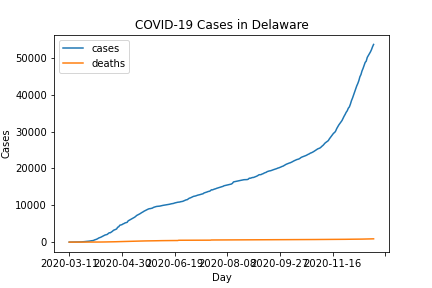 COVID-19 Cases in Delaware
cases
deaths
50000
40000
30000
20000
10000
0
Cases
2020-03-11 2020-04-30 2020-06-19 2020-08-08 2020-09-27 2020-11-16
Day